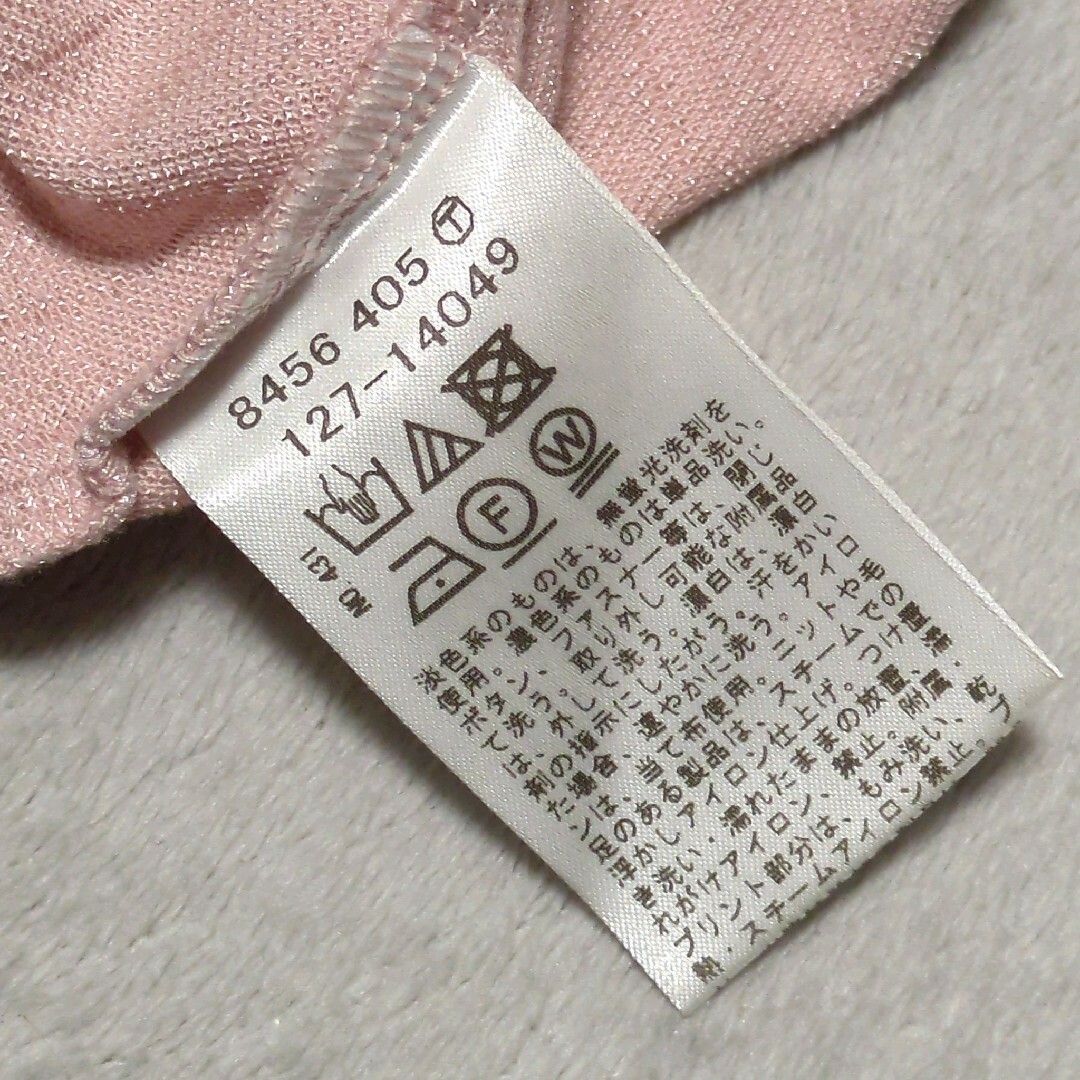 8456 405 T
127-14049
F W
NO. 431
淡色系のものは、無蛍光洗剤を
使用。濃色系のものは単品洗い。
ボタン、ファスナー等は、閉じ
て洗う。取り外し可能な附属品
は、外して洗う。漂白は、漂白
剤の指示にしたがう。汗をかい
た場合、速やかに洗う。アイロ
ンは、当て布使用。ニットや毛
足のある製品は、スチームで
浮かしアイロン仕上げ。つけ置
き洗い・濡れたままの放置、
れがけアイロン、禁止。附属・
プリント部分は、もみ洗い、乾
・スチームアイロン禁止。